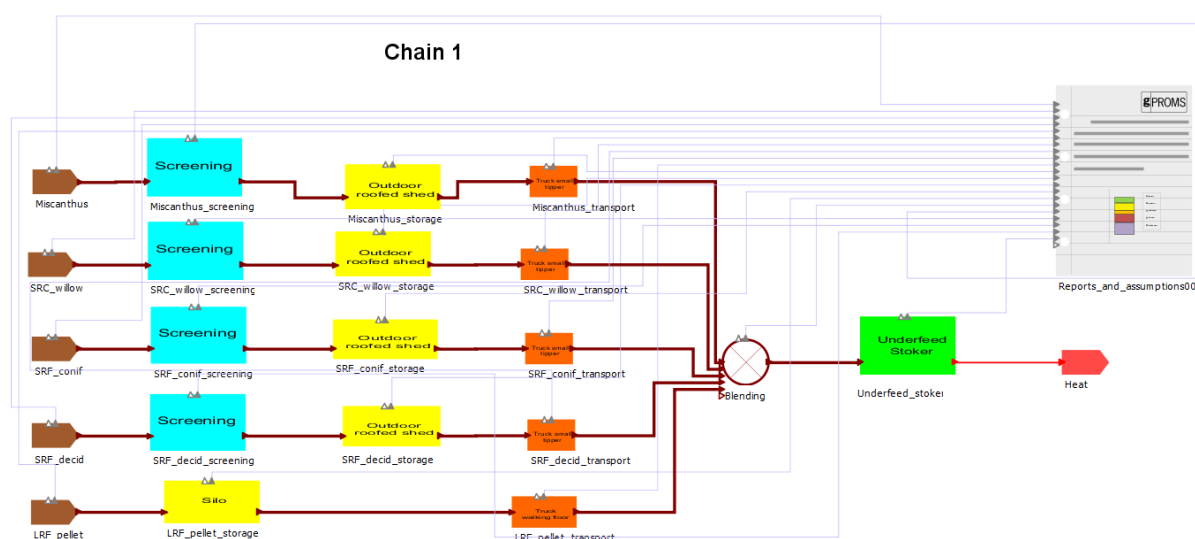 Chain 1
gPROMS
Screening
Outdoor
roofed shed
Truck small
tipper
Miscanthus
Miscanthus_screening
Miscanthus_storage
Miscanthus_transport
Screening
Outdoor
roofed shed
Truck small
tipper
SRC_willow
SRC_willow_screening
SRC_willow_storage
SRC_willow_transport
Reports_and_assumptions00
Screening
Outdoor
roofed shed
Truck small
tipper
Underfeed
Stoker
SRF_conif
SRF_conif_screening
SRF_conif_storage
SRF_conif_transport
Blending
Underfeed_stoker
Heat
Screening
Outdoor
roofed shed
Truck small
tipper
SRF_decid
SRF_decid_screening
SRF_decid_storage
SRF_decid_transport
Silo
Truck
walking floor
LRF_pellet
LRF_pellet_storage
LRF_pellet_transport